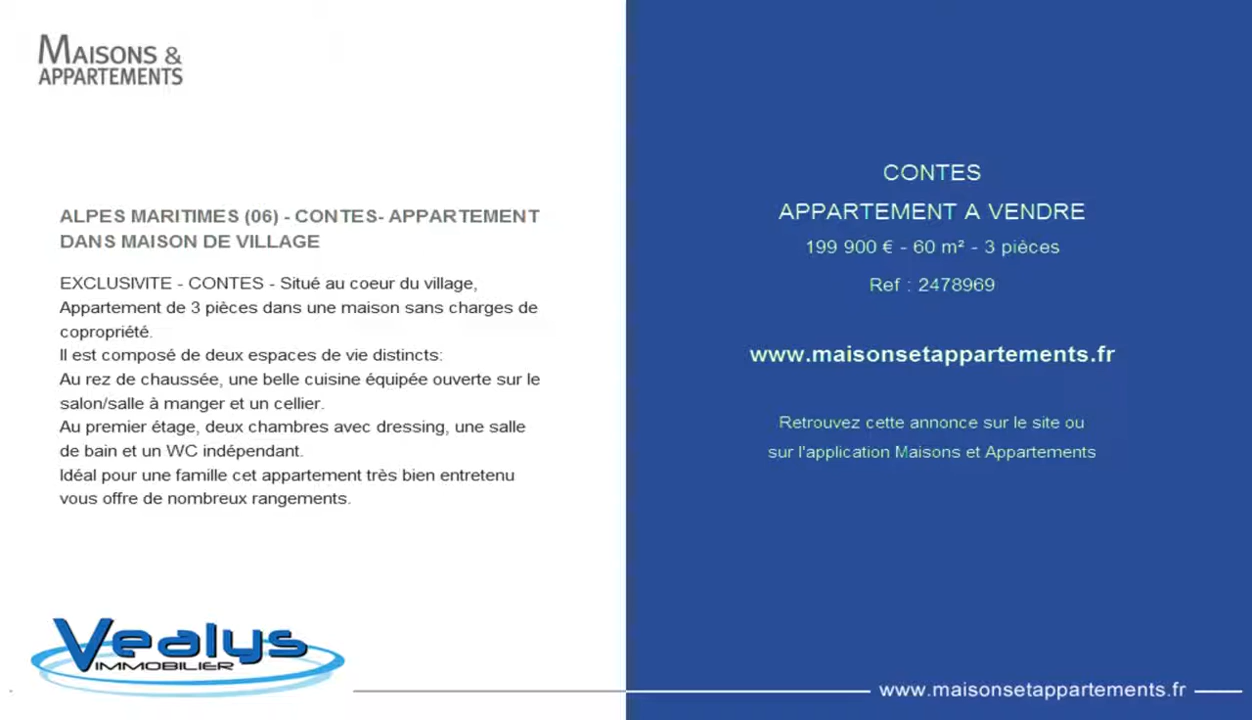 MAISONS &
APPARTEMENTS
ALPES MARITIMES (06) - CONTES- APPARTEMENT
DANS MAISON DE VILLAGE
EXCLUSIVITE - CONTES - Situé au coeur du village,
Appartement de 3 pièces dans une maison sans charges de
copropriété.
Il est composé de deux espaces de vie distincts:
Au rez de chaussée, une belle cuisine équipée ouverte sur le
salon/salle à manger et un cellier.
Au premier étage, deux chambres avec dressing, une salle
de bain et un WC indépendant.
Idéal pour une famille cet appartement très bien entretenu
vous offre de nombreux rangements.
Vealys
IMMOBILIER
CONTES
APPARTEMENT A VENDRE
199 900 € - 60 m² - 3 pièces
Ref : 2478969
www.maisonsetappartements.fr
Retrouvez cette annonce sur le site ou
sur l'application Maisons et Appartements
www.maisonsetappartements.fr